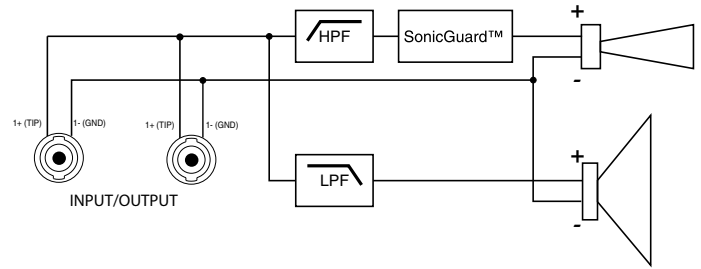 +
HPF
SonicGuard™
-
1+ (TIP)
1- (GND)
1+ (TIP)
1- (GND)
+
LPF
INPUT/OUTPUT
-